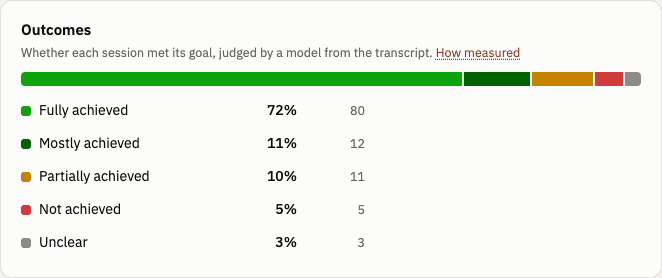 Outcomes
Whether each session met its goal, judged by a model from the transcript. How measured
Fully achieved 72% 80
Mostly achieved 11% 12
Partially achieved 10% 11
Not achieved 5% 5
Unclear 3% 3